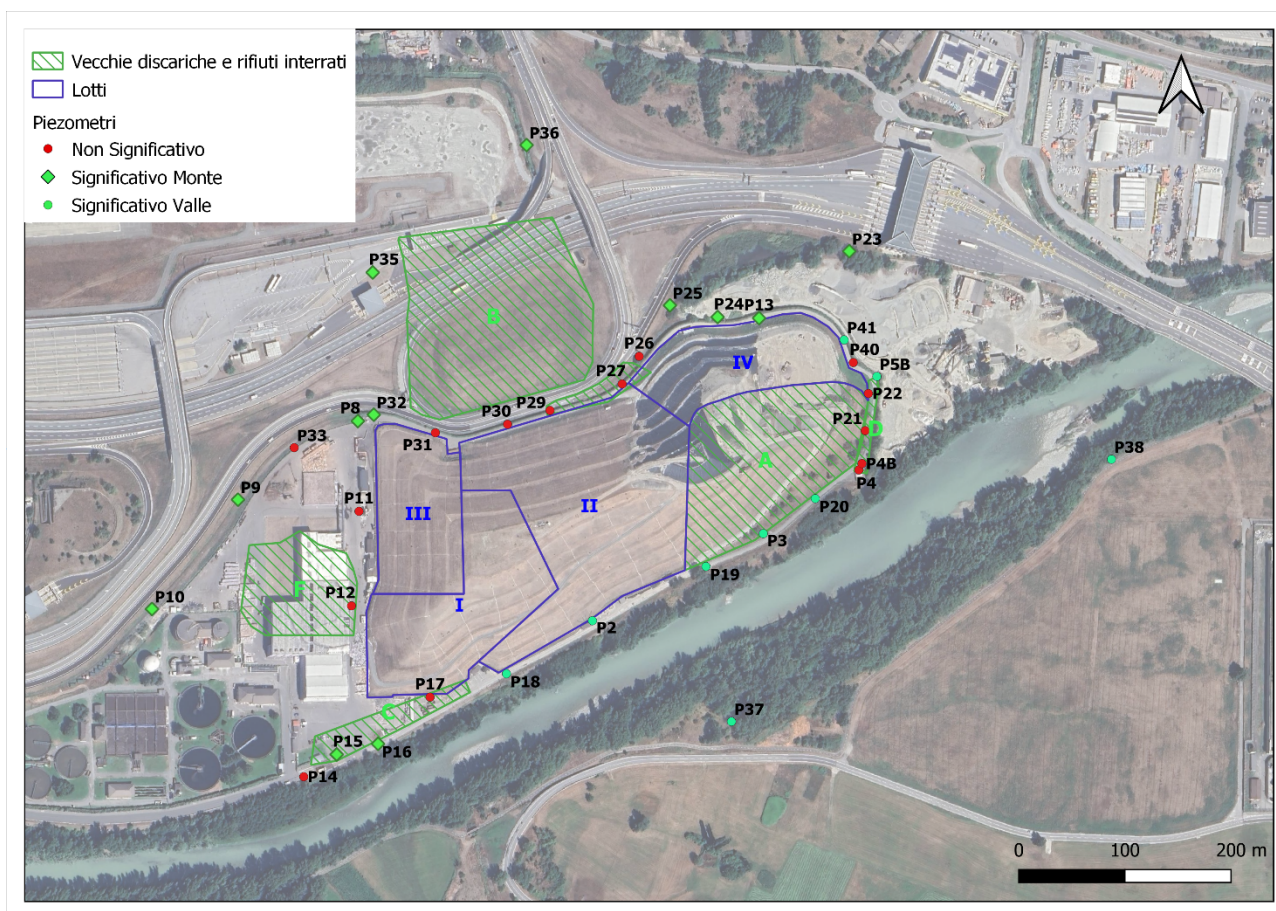 Vecchie discariche e rifiuti interrati
Lotti
Piezometri
Non Significativo
Significativo Monte
Significativo Valle
P36
P23
P35
P25
P24 P13
B
P41
P26
IV
P40
P5B
P27
P22
P8 P32
P29
P30
P31
P21 D
P33
A
P4B
P38
P4
P9
P20
P11
III
II
P3
P19
F
P12
P10
I
P2
P18
P17
C
P37
P15
P16
P14
0 100 200 m